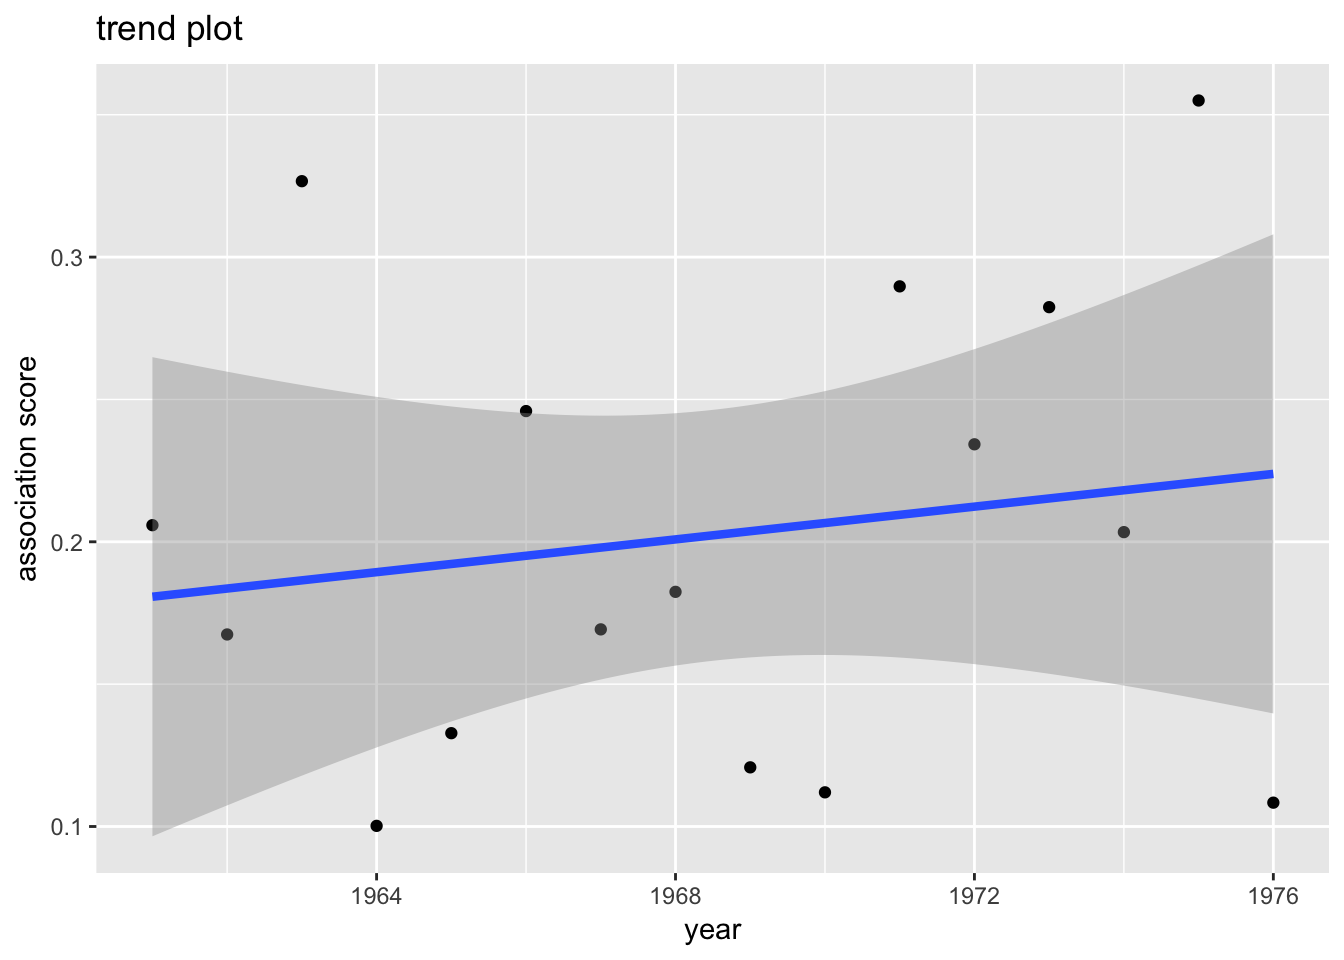 trend plot
association score
0.3
0.2
0.1
1964 1968 1972 1976
year